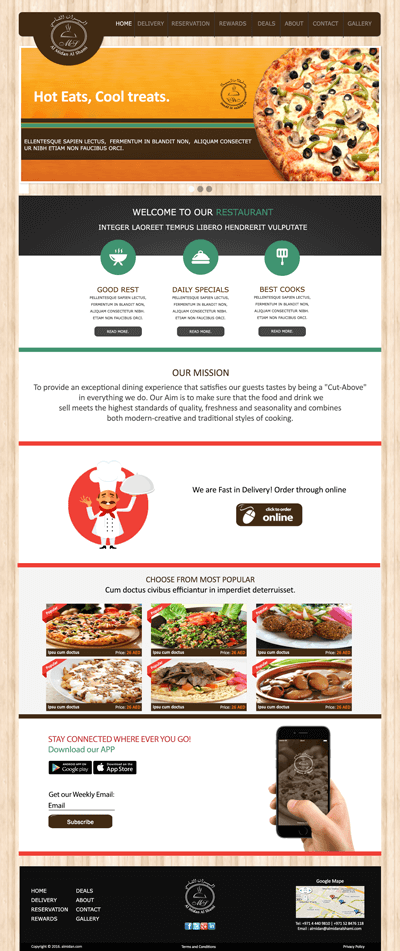 HOME DELIVERY RESERVATION REWARDS DEALS ABOUT CONTACT GALLERY
Al Midan Al Shami
Hot Eats, Cool treats.
ELLENTESQUE SAPIEN LECTUS, FERMENTUM IN BLANDIT NON, ALIQUAM CONSECTET
UR NIBH ETIAM NON FAUCIBUS ORCI.
WELCOME TO OUR RESTAURANT
INTEGER LAOREET TEMPUS LIBERO HENDRERIT VULPUTATE
GOOD REST
PELLENTESQUE SAPIEN LECTUS,
FERMENTUM IN BLANDIT NON,
ALIQUAM CONSECTETUR NIBH.
ETIAM NON FAUCIBUS ORCI.
READ MORE.
DAILY SPECIALS
PELLENTESQUE SAPIEN LECTUS,
FERMENTUM IN BLANDIT NON,
ALIQUAM CONSECTETUR NIBH.
ETIAM NON FAUCIBUS ORCI.
READ MORE.
BEST COOKS
PELLENTESQUE SAPIEN LECTUS,
FERMENTUM IN BLANDIT NON,
ALIQUAM CONSECTETUR NIBH.
ETIAM NON FAUCIBUS ORCI.
READ MORE.
OUR MISSION
To provide an exceptional dining experience that satisfies our guests tastes by being a "Cut-Above"
in everything we do. Our Aim is to make sure that the food and drink we
sell meets the highest standards of quality, freshness and seasonality and combines
both modern-creative and traditional styles of cooking.
We are Fast in Delivery! Order through online
click to order
online
CHOOSE FROM MOST POPULAR
Cum doctus civibus efficiantur in imperdiet deterruisset.
Popular Popular Popular
Ipsu cum doctus Price: 26 AED Ipsu cum doctus Price: 26 AED Ipsu cum doctus Price: 26 AED
Popular Popular Popular
Ipsu cum doctus Price: 26 AED Ipsu cum doctus Price: 26 AED Ipsu cum doctus Price: 26 AED
STAY CONNECTED WHERE EVER YOU GO!
Download our APP
ANDROID APP ON
Google play
Download on the
App Store
Get our Weekly Email:
Email
Subscribe
HOME DEALS
DELIVERY ABOUT
RESERVATION CONTACT
REWARDS GALLERY
Google Mape
Tel: +971 4 440 9810 | +971 52 8476 118
Email : almidan@almidanalshami.com
Copyright © 2016. almidan.com
Terms and Conditions
Privacy Policy